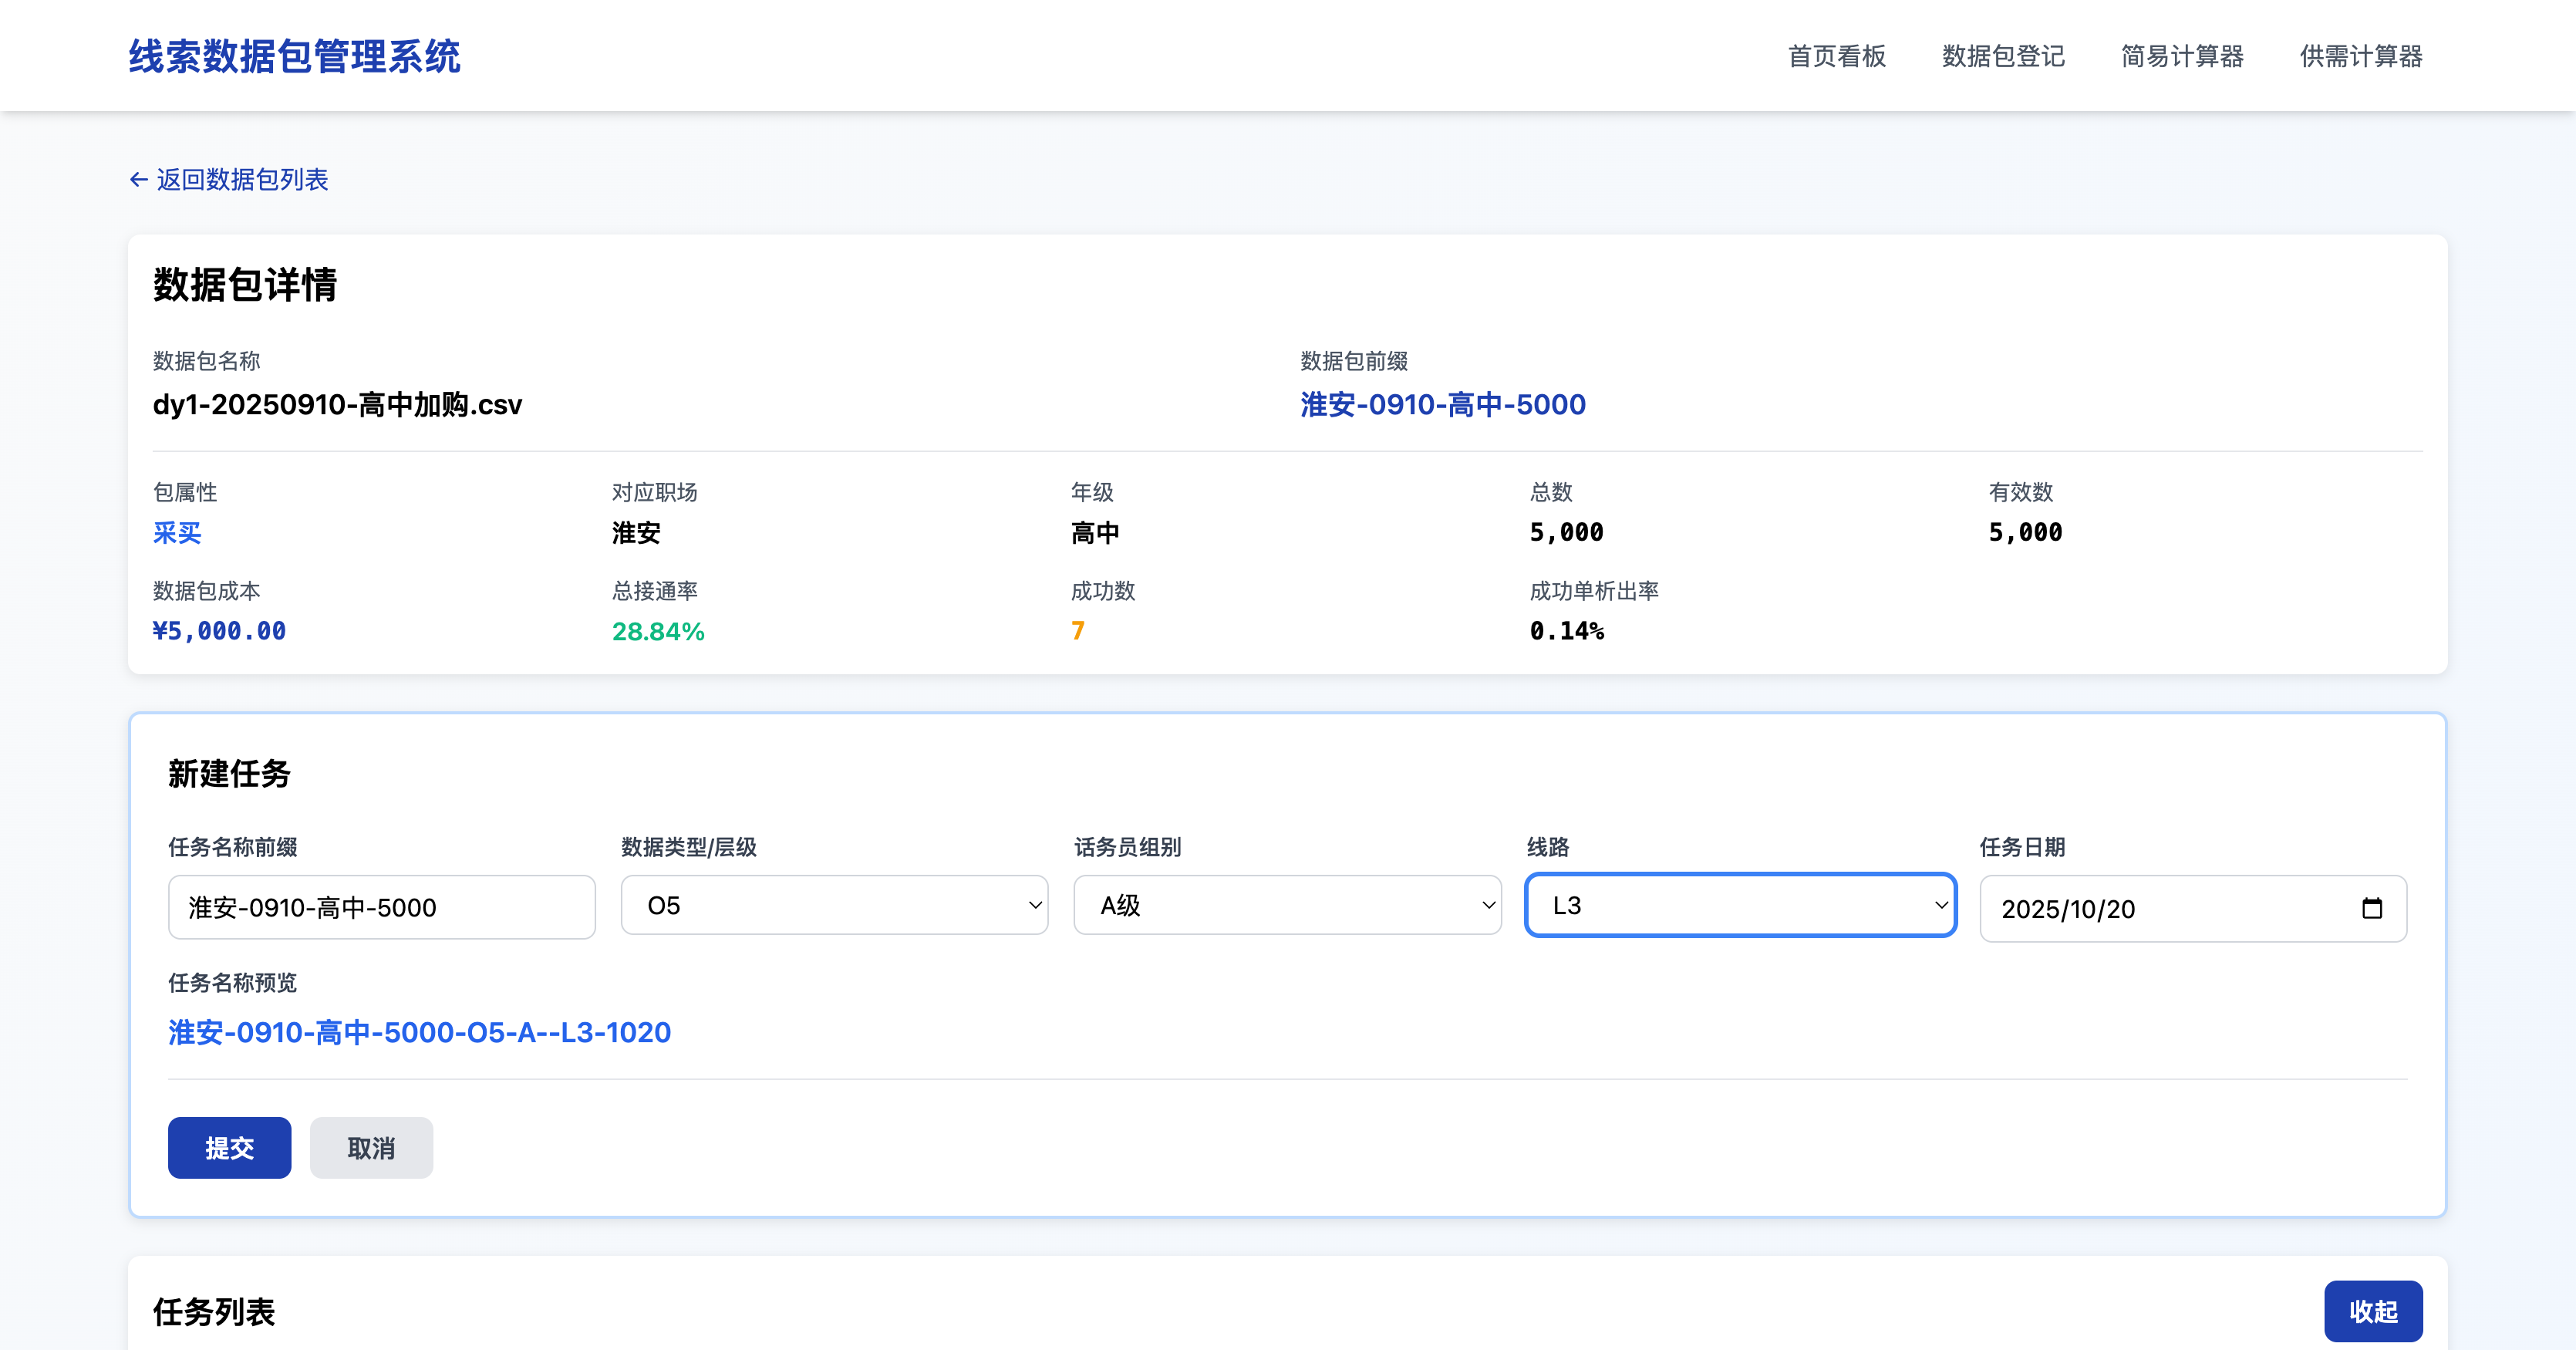 线索数据包管理系统
首页看板 数据包登记 简易计算器 供需计算器
← 返回数据包列表
数据包详情
数据包名称 数据包前缀
dy1-20250910-高中加购.csv 淮安-0910-高中-5000
包属性 对应职场 年级 总数 有效数
采买 淮安 高中 5,000 5,000
数据包成本 总接通率 成功数 成功单析出率
¥5,000.00 28.84% 7 0.14%
新建任务
任务名称前缀 数据类型/层级 话务员组别 线路 任务日期
淮安-0910-高中-5000 O5 A级 L3 2025/10/20
任务名称预览
淮安-0910-高中-5000-O5-A--L3-1020
提交 取消
任务列表 收起